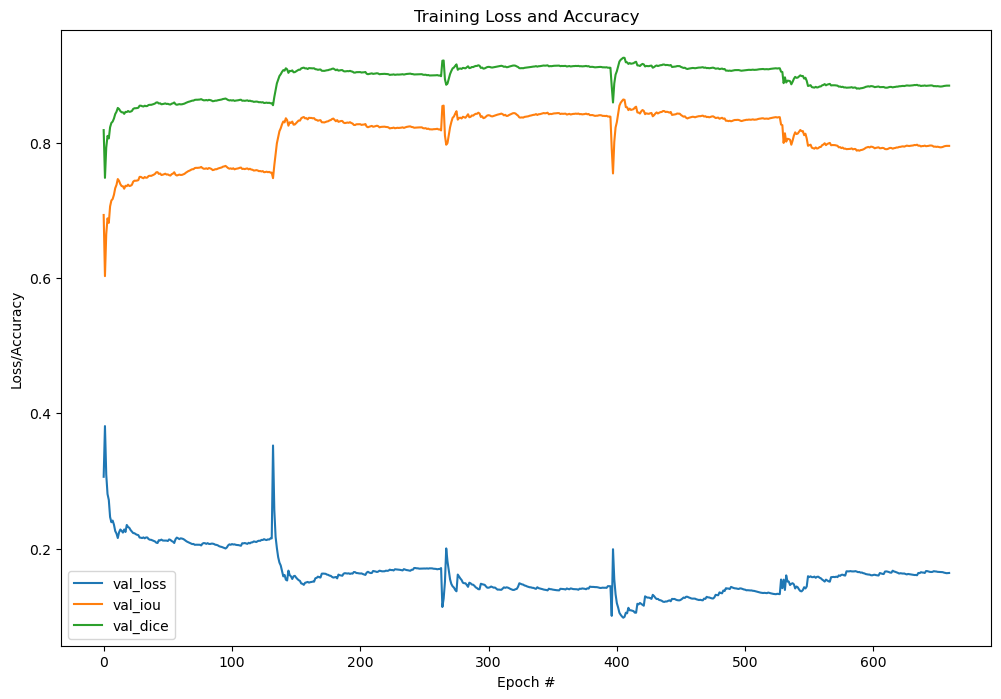 Training Loss and Accuracy
Loss/Accuracy
0.8
0.6
0.4
0.2
val_loss
val_iou
val_dice
0 100 200 300 400 500 600
Epoch #